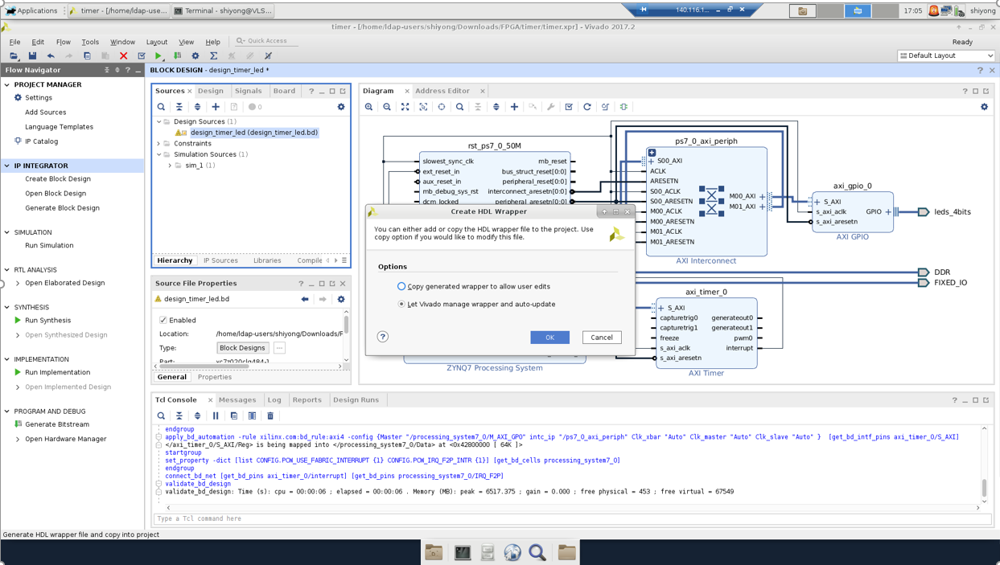 Applications
timer - [/home/ldap-use...
Terminal - shiyong@VLS...
140.116.1...
17:05
shiyong
timer - [/home/ldap-users/shiyong/Downloads/FPGA/timer/timer.xpr] - Vivado 2017.2
File Edit Flow Tools Window Layout View Help
Quick Access
Ready
Default Layout
Flow Navigator
PROJECT MANAGER
Settings
Add Sources
Language Templates
IP Catalog
IP INTEGRATOR
Create Block Design
Open Block Design
Generate Block Design
SIMULATION
Run Simulation
RTL ANALYSIS
Open Elaborated Design
SYNTHESIS
Run Synthesis
Open Synthesized Design
IMPLEMENTATION
Run Implementation
Open Implemented Design
PROGRAM AND DEBUG
Generate Bitstream
Open Hardware Manager
BLOCK DESIGN - design_timer_led *
Sources Design Signals Board
0
Design Sources (1)
design_timer_led (design_timer_led.bd)
Constraints
Simulation Sources (1)
sim_1 (1)
Hierarchy IP Sources Libraries Compile
Source File Properties
design_timer_led.bd
Enabled
Location: /home/ldap-users/shiyong/Downloads/F
Type: Block Designs
Part: xc7z020clg484-1
General Properties
Diagram Address Editor
rst_ps7_0_50M
slowest_sync_clk mb_reset
ext_reset_in bus_struct_reset[0:0]
aux_reset_in peripheral_reset[0:0]
mb_debug_sys_rst interconnect_aresetn[0:0]
dcm_locked peripheral_aresetn[0:0]
ps7_0_axi_periph
S00_AXI
ACLK
ARESETN
S00_ACLK
S00_ARESETN
M00_ACLK
M00_ARESETN
M01_ACLK
M01_ARESETN
M00_AXI
M01_AXI
AXI Interconnect
axi_gpio_0
S_AXI
s_axi_aclk GPIO
s_axi_aresetn
AXI GPIO
leds_4bits
DDR
FIXED_IO
axi_timer_0
S_AXI
capturetrig0 generateout0
capturetrig1 generateout1
freeze pwm0
s_axi_aclk interrupt
s_axi_aresetn
AXI Timer
ZYNQ7 Processing System
Create HDL Wrapper
You can either add or copy the HDL wrapper file to the project. Use
copy option if you would like to modify this file.
Options
Copy generated wrapper to allow user edits
Let Vivado manage wrapper and auto-update
OK Cancel
Tcl Console Messages Log Reports Design Runs
endgroup
apply_bd_automation -rule xilinx.com:bd_rule:axi4 -config {Master "/processing_system7_0/M_AXI_GP0" intc_ip "/ps7_0_axi_periph" Clk_xbar "Auto" Clk_master "Auto" Clk_slave "Auto" } [get_bd_intf_pins axi_timer_0/S_AXI]
</axi_timer_0/S_AXI/Reg> is being mapped into </processing_system7_0/Data> at <0x42800000 [ 64K ]>
startgroup
set_property -dict [list CONFIG.PCW_USE_FABRIC_INTERRUPT {1} CONFIG.PCW_IRQ_F2P_INTR {1}] [get_bd_cells processing_system7_0]
endgroup
connect_bd_net [get_bd_pins axi_timer_0/interrupt] [get_bd_pins processing_system7_0/IRQ_F2P]
validate_bd_design
validate_bd_design: Time (s): cpu = 00:00:06 ; elapsed = 00:00:06 . Memory (MB): peak = 6517.375 ; gain = 0.000 ; free physical = 453 ; free virtual = 67549
Type a Tcl command here
Generate HDL wrapper file and copy into project